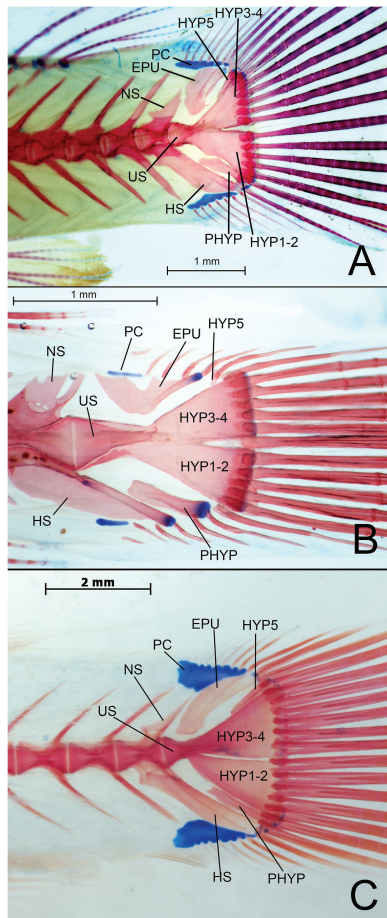 HYP3-4
HYP5
PC
EPU
NS
US
HS
PHYP
HYP1-2
1 mm
A
1 mm
PC
EPU
HYP5
NS
US
HYP3-4
HYP1-2
HS
PHYP
B
2 mm
HYP5
EPU
PC
NS
US
HYP3-4
HYP1-2
HS
PHYP
C